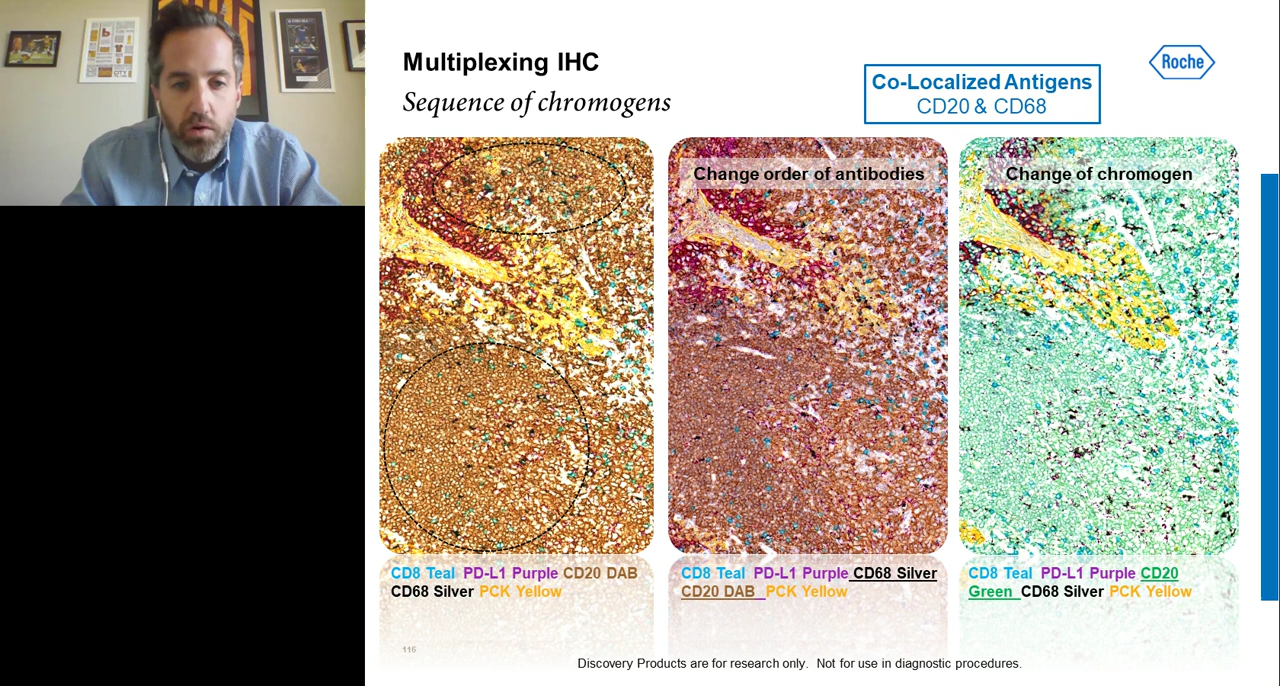 Multiplexing IHC
Sequence of chromogens
Co-Localized Antigens
CD20 & CD68
Roche
Change order of antibodies
Change of chromogen
CD8 Teal PD-L1 Purple CD20 DAB
CD68 Silver PCK Yellow
CD8 Teal PD-L1 Purple CD68 Silver
CD20 DAB PCK Yellow
CD8 Teal PD-L1 Purple CD20
Green CD68 Silver PCK Yellow
116
Discovery Products are for research only. Not for use in diagnostic procedures.